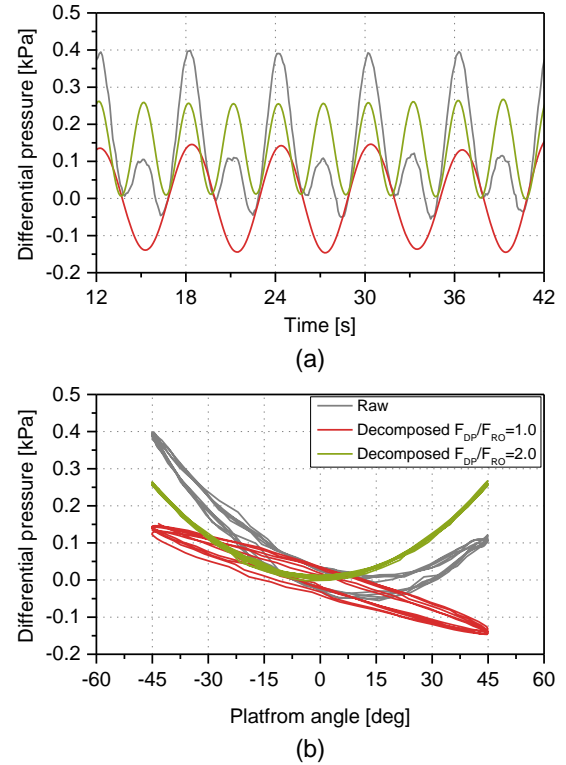 0.5
0.4
0.3
0.2
0.1
0.0
-0.1
-0.2
Differential pressure [kPa]
12 18 24 30 36 42
Time [s]
(a)
0.5
0.4
0.3
0.2
0.1
0.0
-0.1
-0.2
Differential pressure [kPa]
Raw
Decomposed F_DP/F_RO=1.0
Decomposed F_DP/F_RO=2.0
-60 -45 -30 -15 0 15 30 45 60
Platfrom angle [deg]
(b)